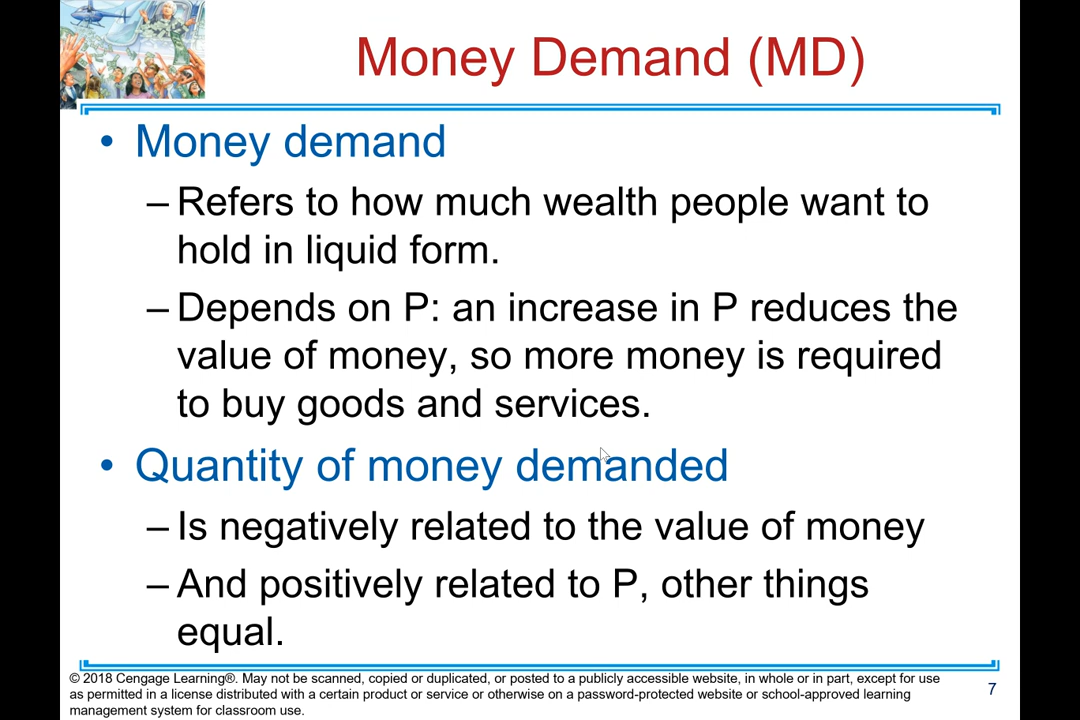 Money Demand (MD)
• Money demand
– Refers to how much wealth people want to
hold in liquid form.
– Depends on P: an increase in P reduces the
value of money, so more money is required
to buy goods and services.
• Quantity of money demanded
– Is negatively related to the value of money
– And positively related to P, other things
equal.
© 2018 Cengage Learning®. May not be scanned, copied or duplicated, or posted to a publicly accessible website, in whole or in part, except for use
as permitted in a license distributed with a certain product or service or otherwise on a password-protected website or school-approved learning
management system for classroom use.
7